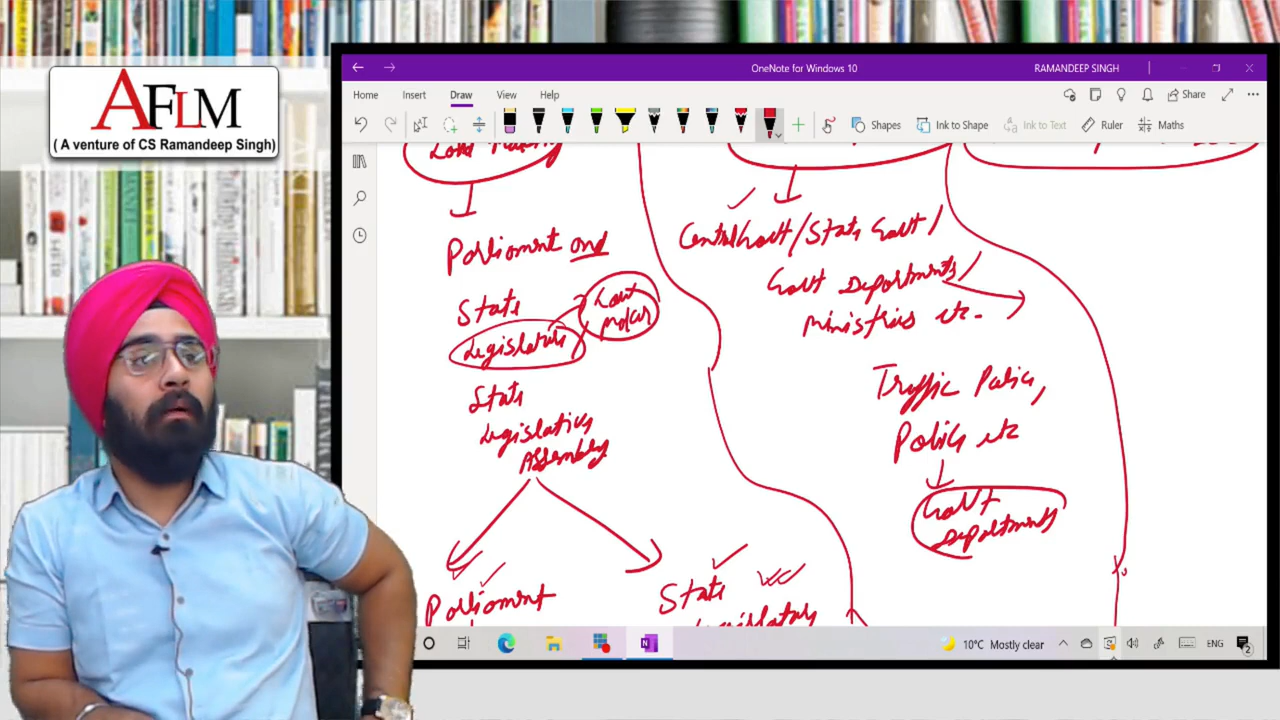 AFLM
( A venture of CS Ramandeep Singh)
OneNote for Windows 10
RAMANDEEP SINGH
Home Insert Draw View Help
Share
Shapes
Ink to Shape
Ink to Text
Ruler
Maths
Parliament and
State
Legislature
Law
Makers
State
Legislative
Assembly
Parliament
State
Legislatory
Central Govt / State Govt /
Govt Departments /
Ministries etc.
Traffic Police,
Police etc
Govt
Departments
10°C Mostly clear
ENG
2